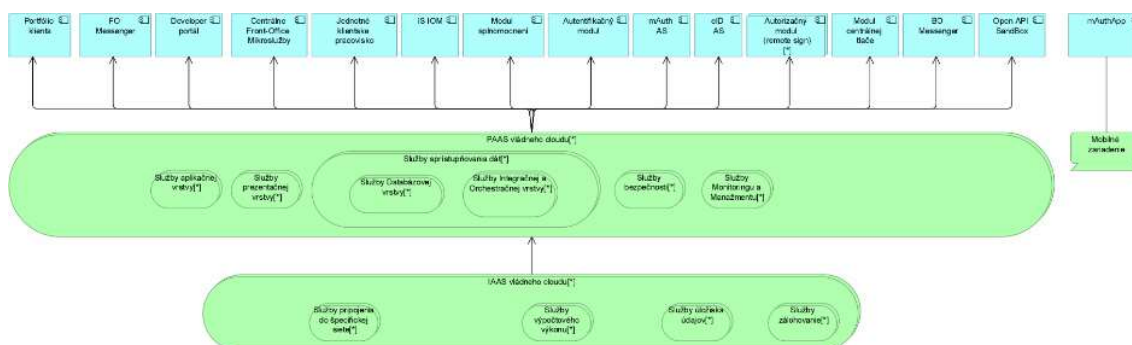 Portfólio
klienta
FO
Messenger
Developer
portál
Centrálne
Front-Office
Mikroslužby
Jednotné
klientske
pracovisko
IS IOM
Modul
splnomocnení
Autentifikačný
modul
mAuth
AS
eID
AS
Autorizačný
modul
(remote sign)
[*]
Modul
centrálnej
tlače
BO
Messenger
Open API
SandBox
mAuthApp
PAAS vládneho cloudu[*]
Služby sprístupňovania dát[*]
Služby aplikačnej
vrstvy[*]
Služby
prezentačnej
vrstvy[*]
Služby Databázovej
vrstvy[*]
Služby Integračnej a
Orchestračnej vrstvy[*]
Služby
bezpečnosti[*]
Služby
Monitoringu a
Manažmentu[*]
Mobilné
zariadenie
IAAS vládneho cloudu[*]
Služby pripojenia
do špecifickej
siete[*]
Služby
výpočtového
výkonu[*]
Služby úložiska
údajov[*]
Služby
zálohovania[*]